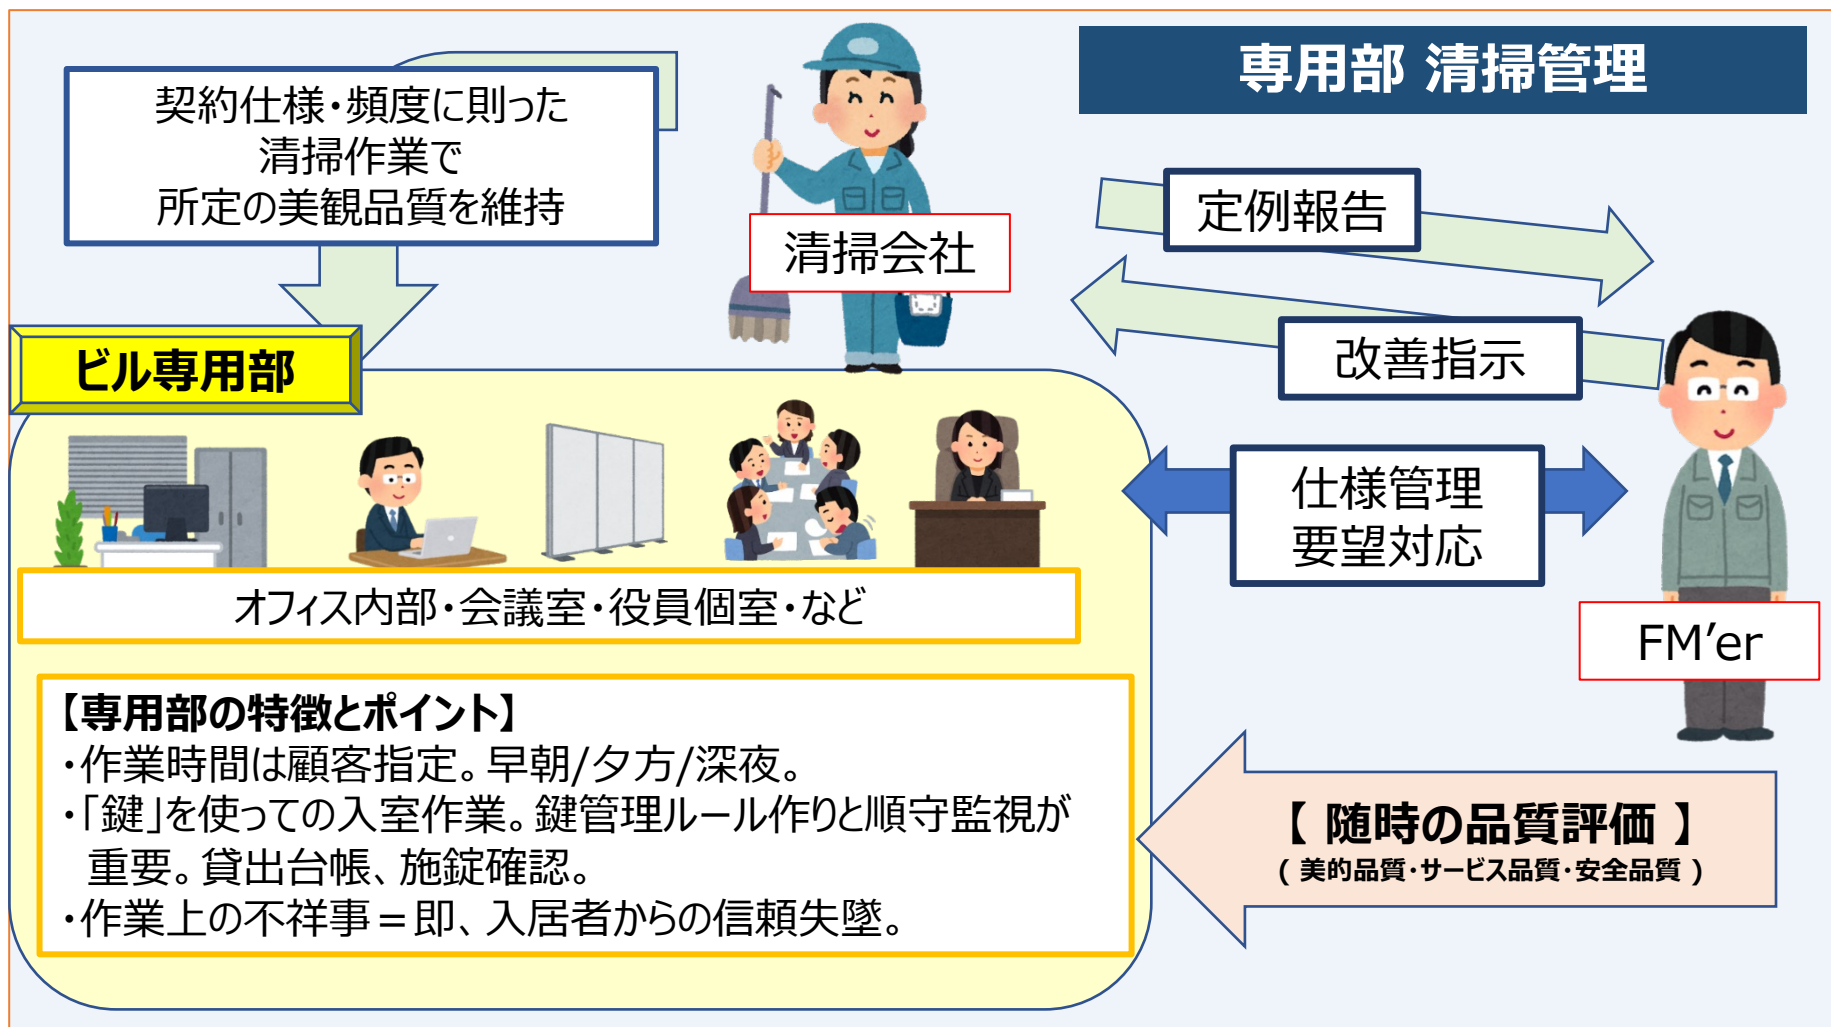 専用部 清掃管理
契約仕様・頻度に則った
清掃作業で
所定の美観品質を維持
清掃会社
定例報告
改善指示
ビル専用部
仕様管理
要望対応
オフィス内部・会議室・役員個室・など
FM’er
【専用部の特徴とポイント】
・作業時間は顧客指定。早朝/夕方/深夜。
・「鍵」を使っての入室作業。鍵管理ルール作りと順守監視が
重要。貸出台帳、施錠確認。
・作業上の不祥事＝即、入居者からの信頼失墜。
【 随時の品質評価 】
( 美的品質・サービス品質・安全品質 )